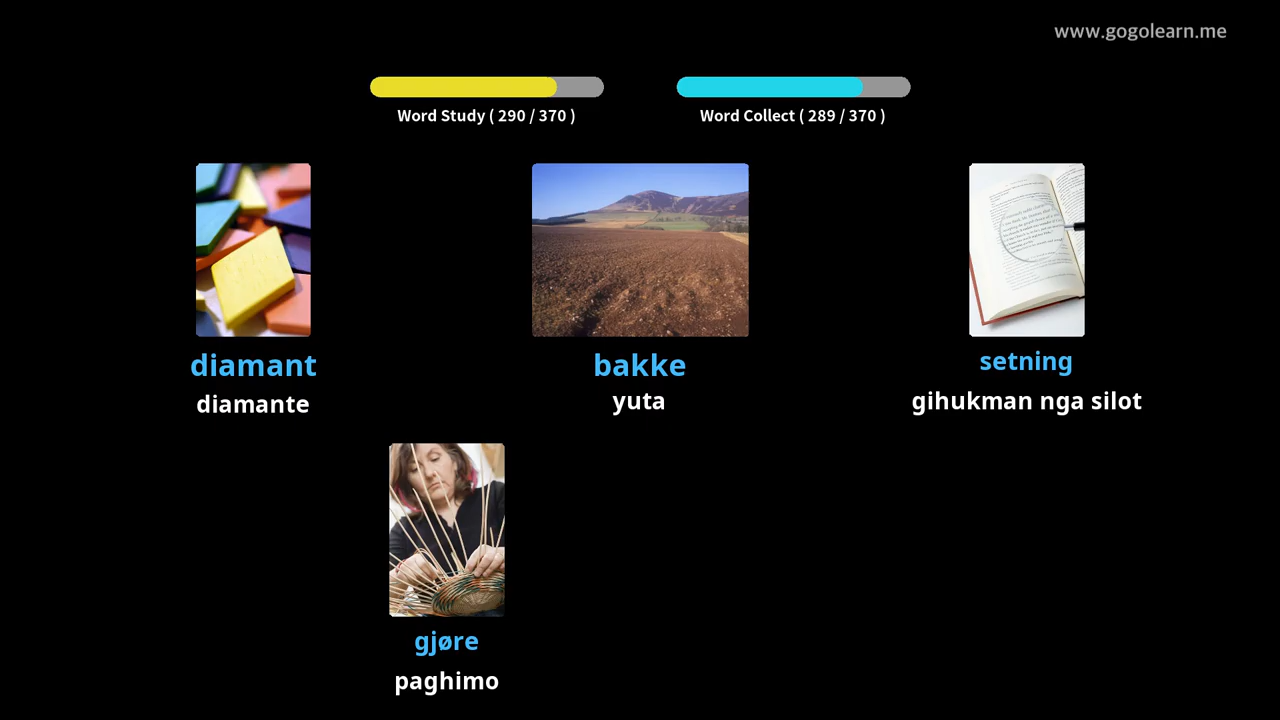 www.gogolearn.me
Word Study ( 290 / 370 )
Word Collect ( 289 / 370 )
diamant
diamante
bakke
yuta
setning
gihukman nga silot
gjøre
paghimo